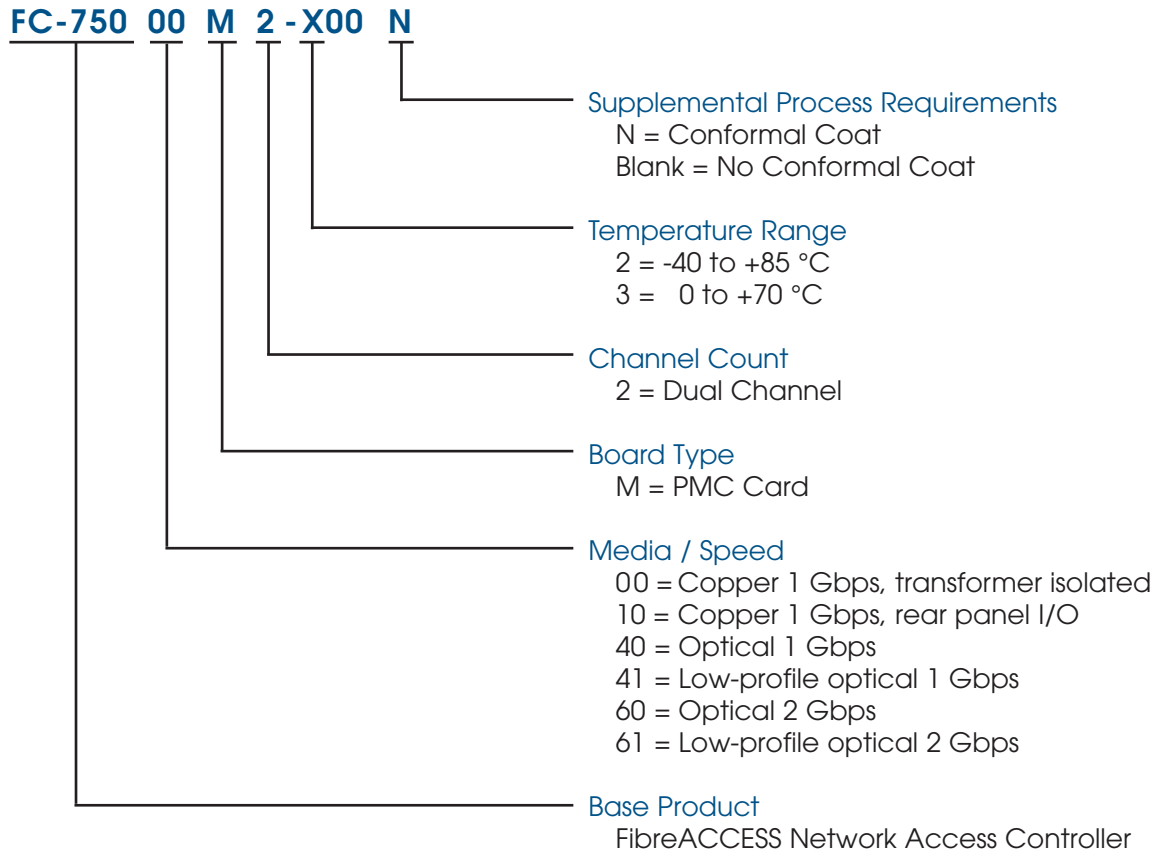 FC-750 00 M 2 - X00 N
Supplemental Process Requirements
N = Conformal Coat
Blank = No Conformal Coat
Temperature Range
2 = -40 to +85 °C
3 = 0 to +70 °C
Channel Count
2 = Dual Channel
Board Type
M = PMC Card
Media / Speed
00 = Copper 1 Gbps, transformer isolated
10 = Copper 1 Gbps, rear panel I/O
40 = Optical 1 Gbps
41 = Low-profile optical 1 Gbps
60 = Optical 2 Gbps
61 = Low-profile optical 2 Gbps
Base Product
FibreACCESS Network Access Controller